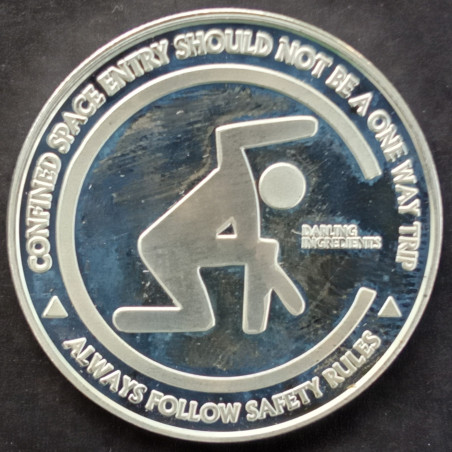 CONFINED SPACE ENTRY SHOULD NOT BE A ONE WAY TRIP
DARLING
INGREDIENTS
ALWAYS FOLLOW SAFETY RULES